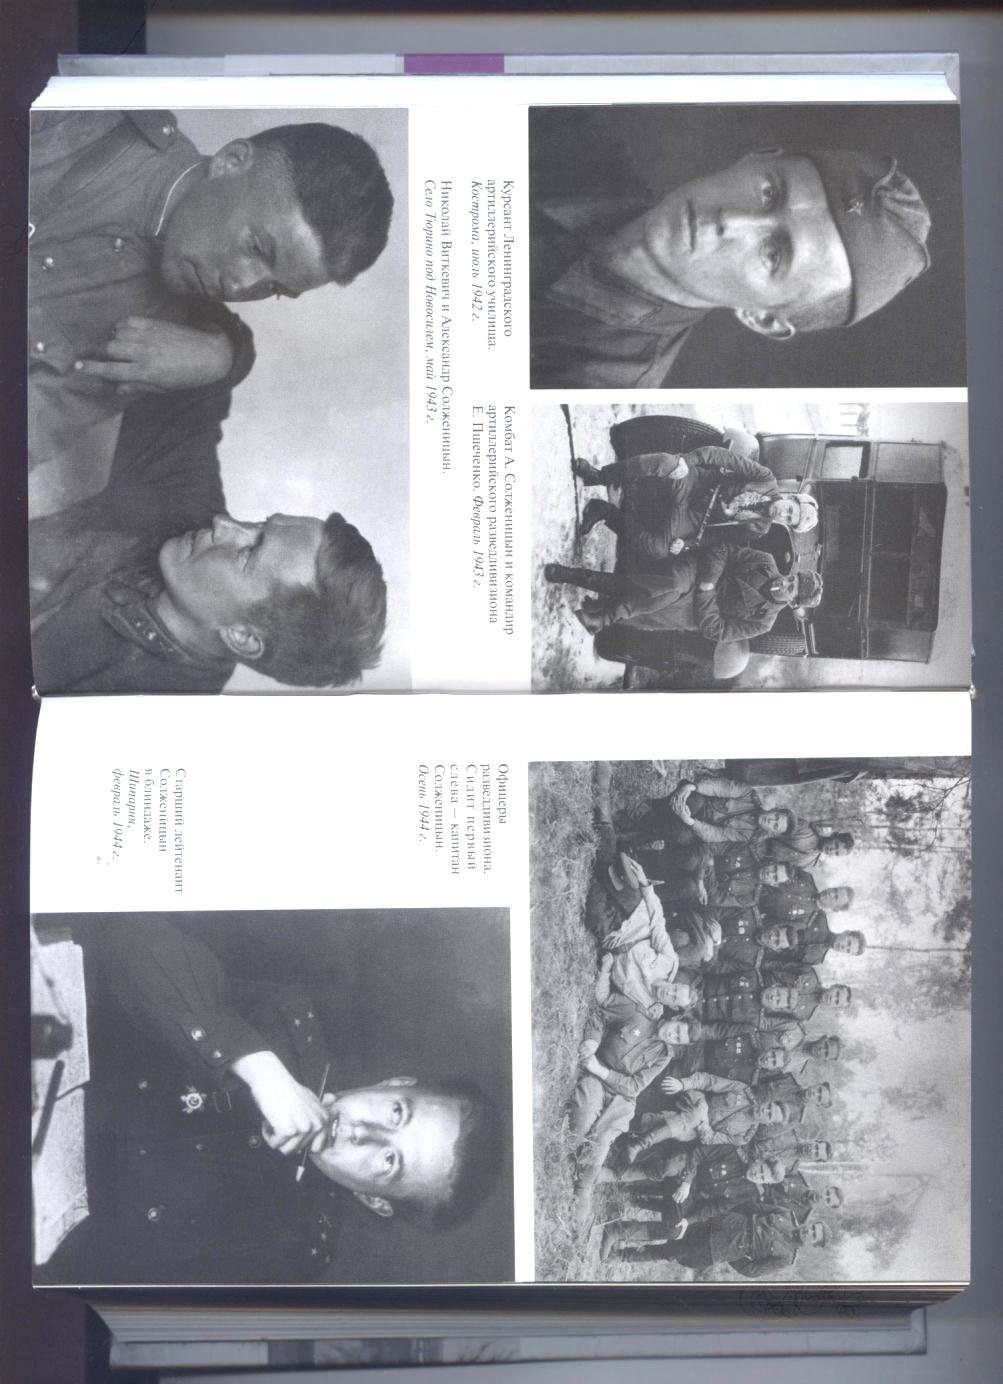 Курсант Ленинградского
артиллерийского училища.
Кострома, июль 1942 г.
Комбат А. Солженицын и командир
артиллерийского разведдивизиона
Е. Пшеченко. Февраль 1943 г.
Николай Виткевич и Александр Солженицын.
Село Тюрино под Новосилем, май 1943 г.
Офицеры
разведдивизиона.
Сидит первый
слева — капитан
Солженицын.
Осень 1944 г.
Старший лейтенант
Солженицын
в блиндаже.
Шипарня,
февраль 1944 г.